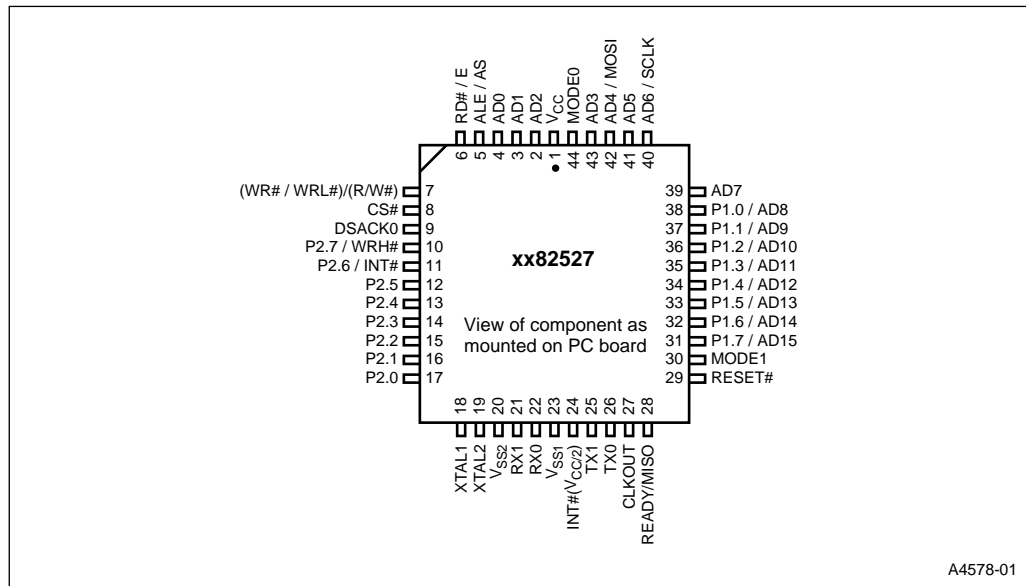 RD# / E
ALE / AS
AD0
AD1
AD2
VCC
MODE0
AD3
AD4 / MOSI
AD5
AD6 / SCLK
6
5
4
3
2
1
44
43
42
41
40
(WR# / WRL#)/(R/W#) 7
CS# 8
DSACK0 9
P2.7 / WRH# 10
P2.6 / INT# 11
P2.5 12
P2.4 13
P2.3 14
P2.2 15
P2.1 16
P2.0 17
xx82527
View of component as
mounted on PC board
39 AD7
38 P1.0 / AD8
37 P1.1 / AD9
36 P1.2 / AD10
35 P1.3 / AD11
34 P1.4 / AD12
33 P1.5 / AD13
32 P1.6 / AD14
31 P1.7 / AD15
30 MODE1
29 RESET#
18
19
20
21
22
23
24
25
26
27
28
XTAL1
XTAL2
VSS2
RX1
RX0
VSS1
INT#(VCC/2)
TX1
TX0
CLKOUT
READY/MISO
A4578-01